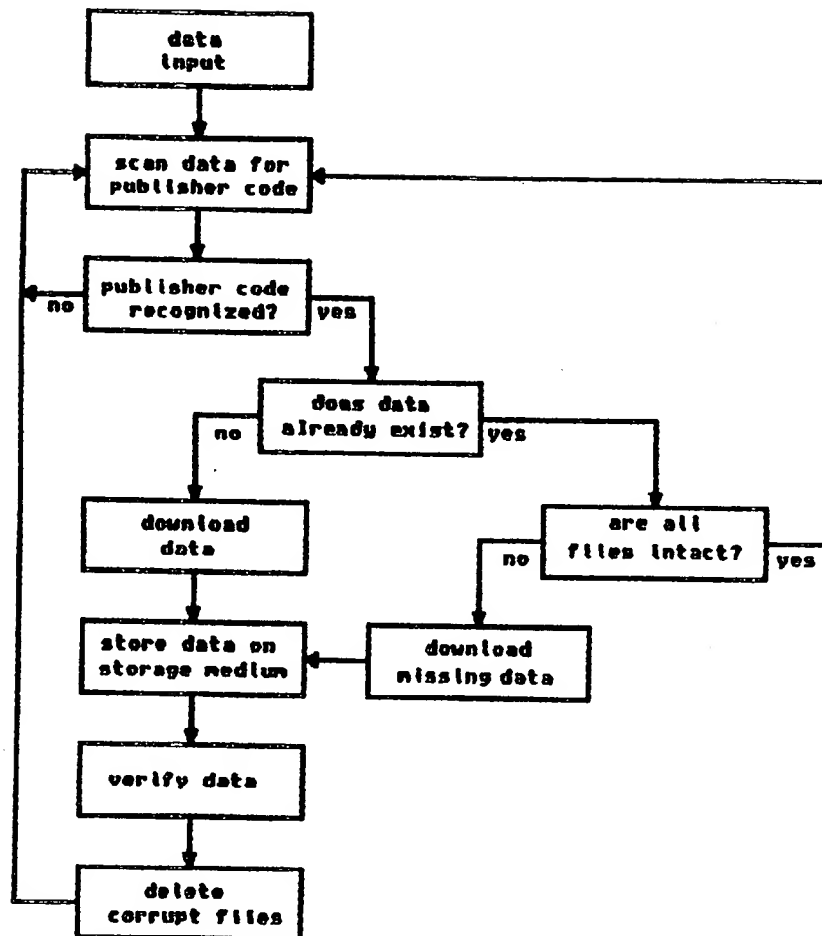 data
input
scan data for
publisher code
publisher code
recognized?
no
yes
does data
already exist?
no
yes
download
data
are all
files intact?
no
yes
store data on
storage medium
download
missing data
verify data
delete
corrupt files